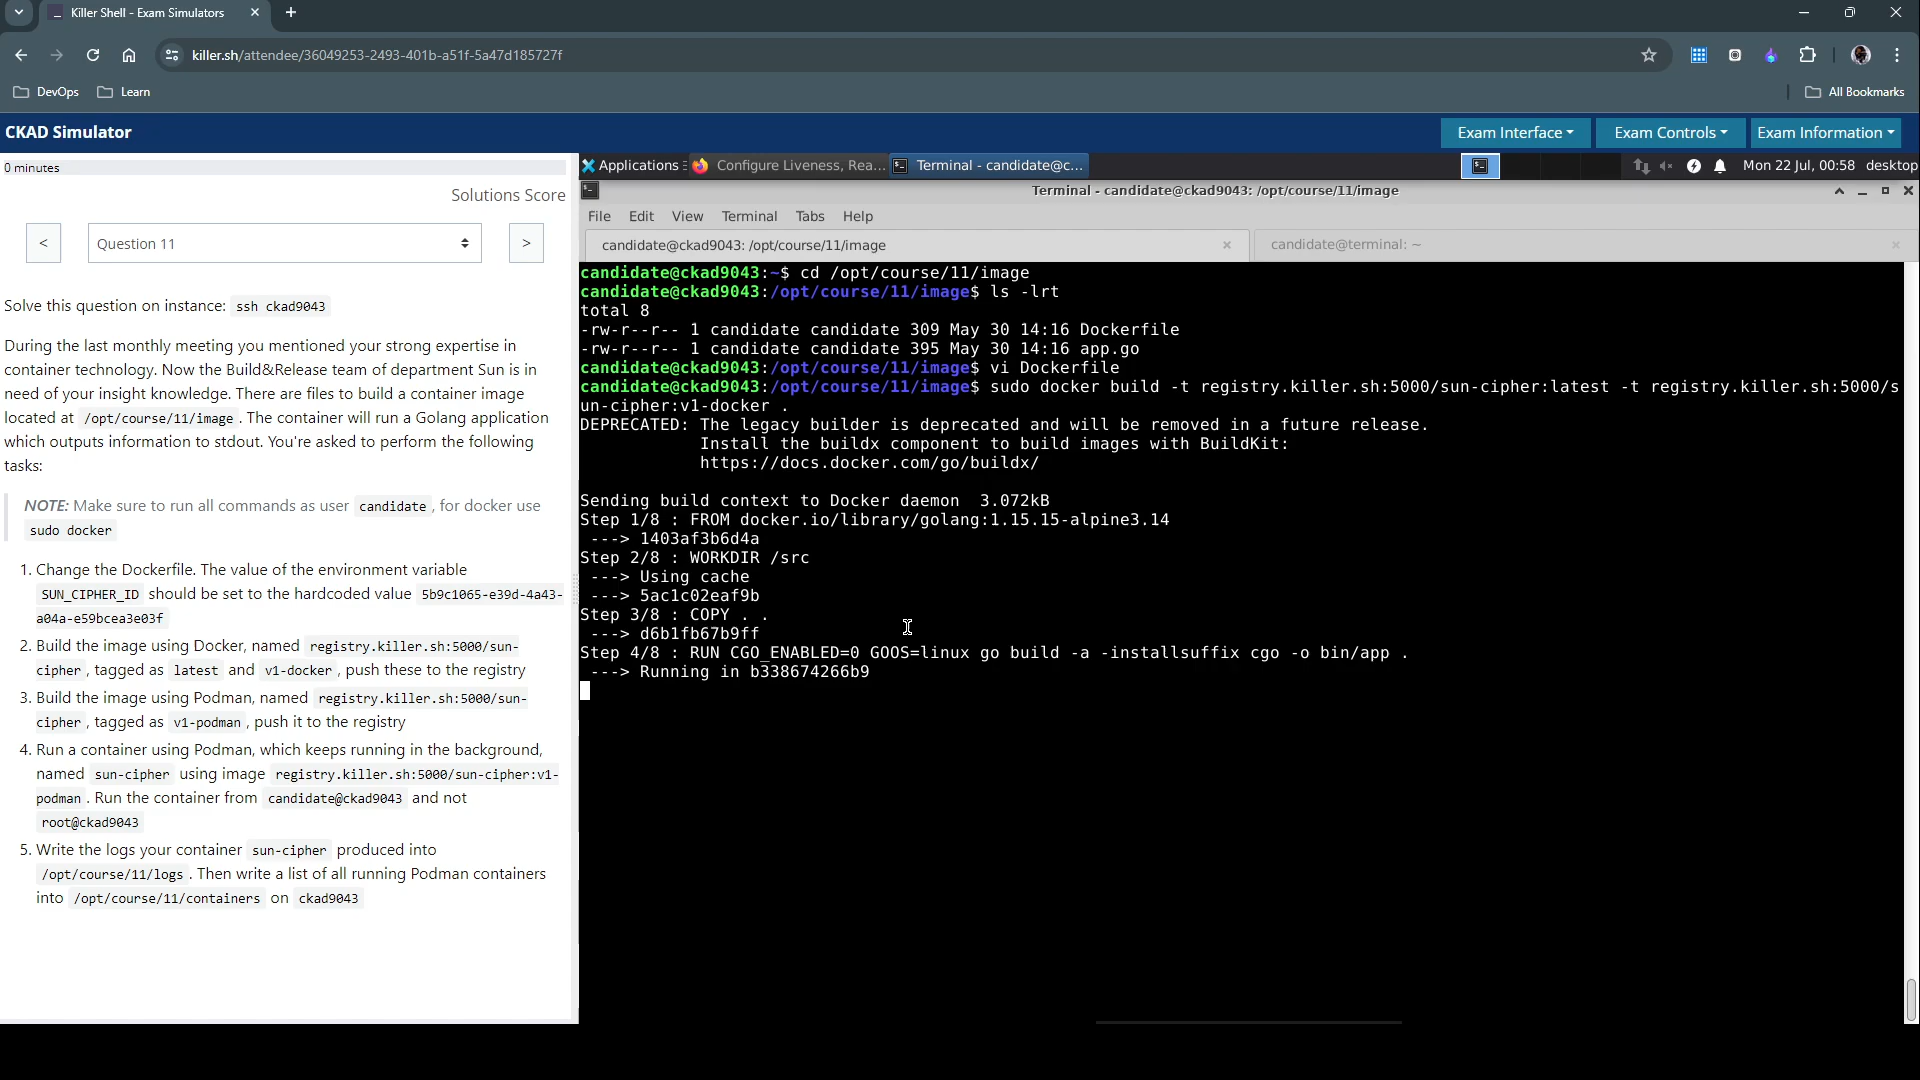 Killer Shell - Exam Simulators
killer.sh/attendee/36049253-2493-401b-a51f-5a47d185727f
DevOps
Learn
All Bookmarks
CKAD Simulator
Exam Interface
Exam Controls
Exam Information
0 minutes
Solutions Score
<
Question 11
>
Solve this question on instance: ssh ckad9043
During the last monthly meeting you mentioned your strong expertise in
container technology. Now the Build&Release team of department Sun is in
need of your insight knowledge. There are files to build a container image
located at /opt/course/11/image . The container will run a Golang application
which outputs information to stdout. You're asked to perform the following
tasks:
NOTE: Make sure to run all commands as user candidate , for docker use
sudo docker
1. Change the Dockerfile. The value of the environment variable
SUN_CIPHER_ID should be set to the hardcoded value 5b9c1065-e39d-4a43-
a04a-e59bcea3e03f
2. Build the image using Docker, named registry.killer.sh:5000/sun-
cipher , tagged as latest and v1-docker , push these to the registry
3. Build the image using Podman, named registry.killer.sh:5000/sun-
cipher , tagged as v1-podman , push it to the registry
4. Run a container using Podman, which keeps running in the background,
named sun-cipher using image registry.killer.sh:5000/sun-cipher:v1-
podman . Run the container from candidate@ckad9043 and not
root@ckad9043
5. Write the logs your container sun-cipher produced into
/opt/course/11/logs . Then write a list of all running Podman containers
into /opt/course/11/containers on ckad9043
Applications
Configure Liveness, Rea...
Terminal - candidate@c...
Mon 22 Jul, 00:58 desktop
Terminal - candidate@ckad9043: /opt/course/11/image
File Edit View Terminal Tabs Help
candidate@ckad9043: /opt/course/11/image
candidate@terminal: ~
candidate@ckad9043:~$ cd /opt/course/11/image
candidate@ckad9043:/opt/course/11/image$ ls -lrt
total 8
-rw-r--r-- 1 candidate candidate 309 May 30 14:16 Dockerfile
-rw-r--r-- 1 candidate candidate 395 May 30 14:16 app.go
candidate@ckad9043:/opt/course/11/image$ vi Dockerfile
candidate@ckad9043:/opt/course/11/image$ sudo docker build -t registry.killer.sh:5000/sun-cipher:latest -t registry.killer.sh:5000/s
un-cipher:v1-docker .
DEPRECATED: The legacy builder is deprecated and will be removed in a future release.
Install the buildx component to build images with BuildKit:
https://docs.docker.com/go/buildx/
Sending build context to Docker daemon  3.072kB
Step 1/8 : FROM docker.io/library/golang:1.15.15-alpine3.14
---> 1403af3b6d4a
Step 2/8 : WORKDIR /src
---> Using cache
---> 5ac1c02eaf9b
Step 3/8 : COPY . .
---> d6b1fb67b9ff
Step 4/8 : RUN CGO_ENABLED=0 GOOS=linux go build -a -installsuffix cgo -o bin/app .
---> Running in b338674266b9